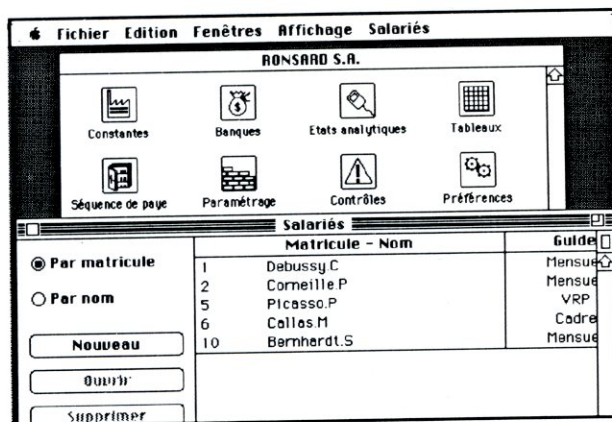 Fichier Edition Fenêtres Affichage Salariés
RONSARD S.A.
Constantes Banques Etats analytiques Tableaux
Séquence de paye Paramétrage Contrôles Préférences
Salariés
Matricule - Nom Guide
Par matricule
Par nom
1 Debussy.C Mensue
2 Corneille.P Mensue
5 Picasso.P VRP
6 Callas.M Cadre
10 Bernhardt.S Mensue
Nouveau
Ouvrir
Supprimer